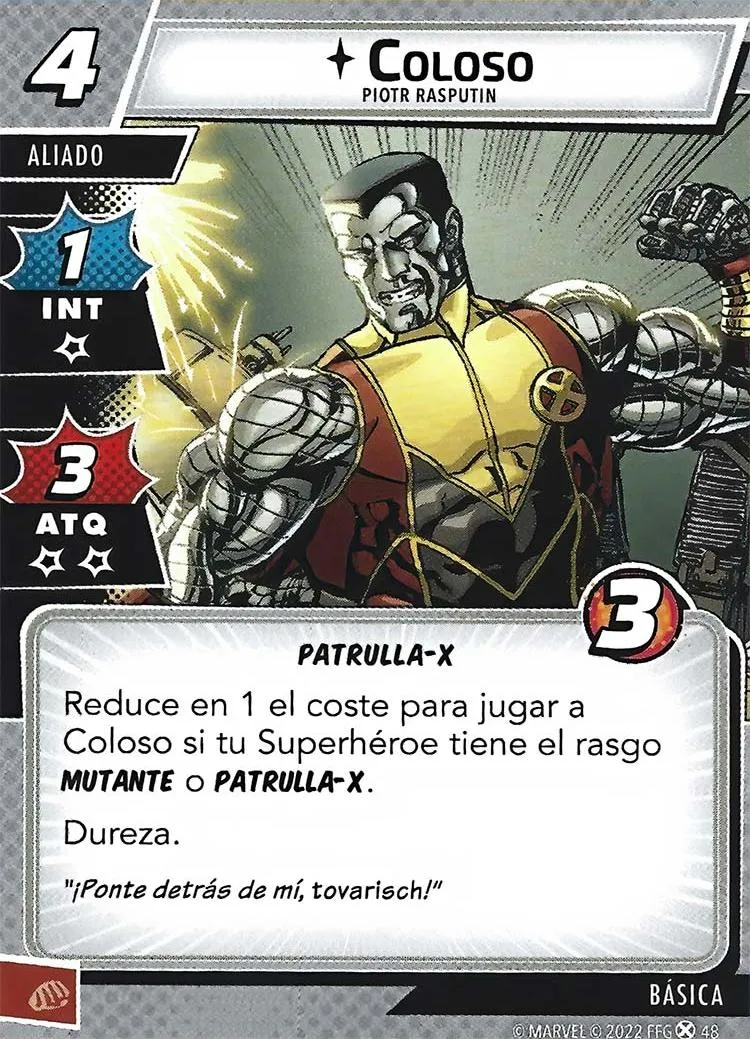 4
COLOSO
PIOTR RASPUTIN
ALIADO
1
INT
3
ATQ
3
PATRULLA-X
Reduce en 1 el coste para jugar a
Coloso si tu Superhéroe tiene el rasgo
MUTANTE o PATRULLA-X.
Dureza.
"¡Ponte detrás de mí, tovarisch!"
BÁSICA
© MARVEL © 2022 FFG 48